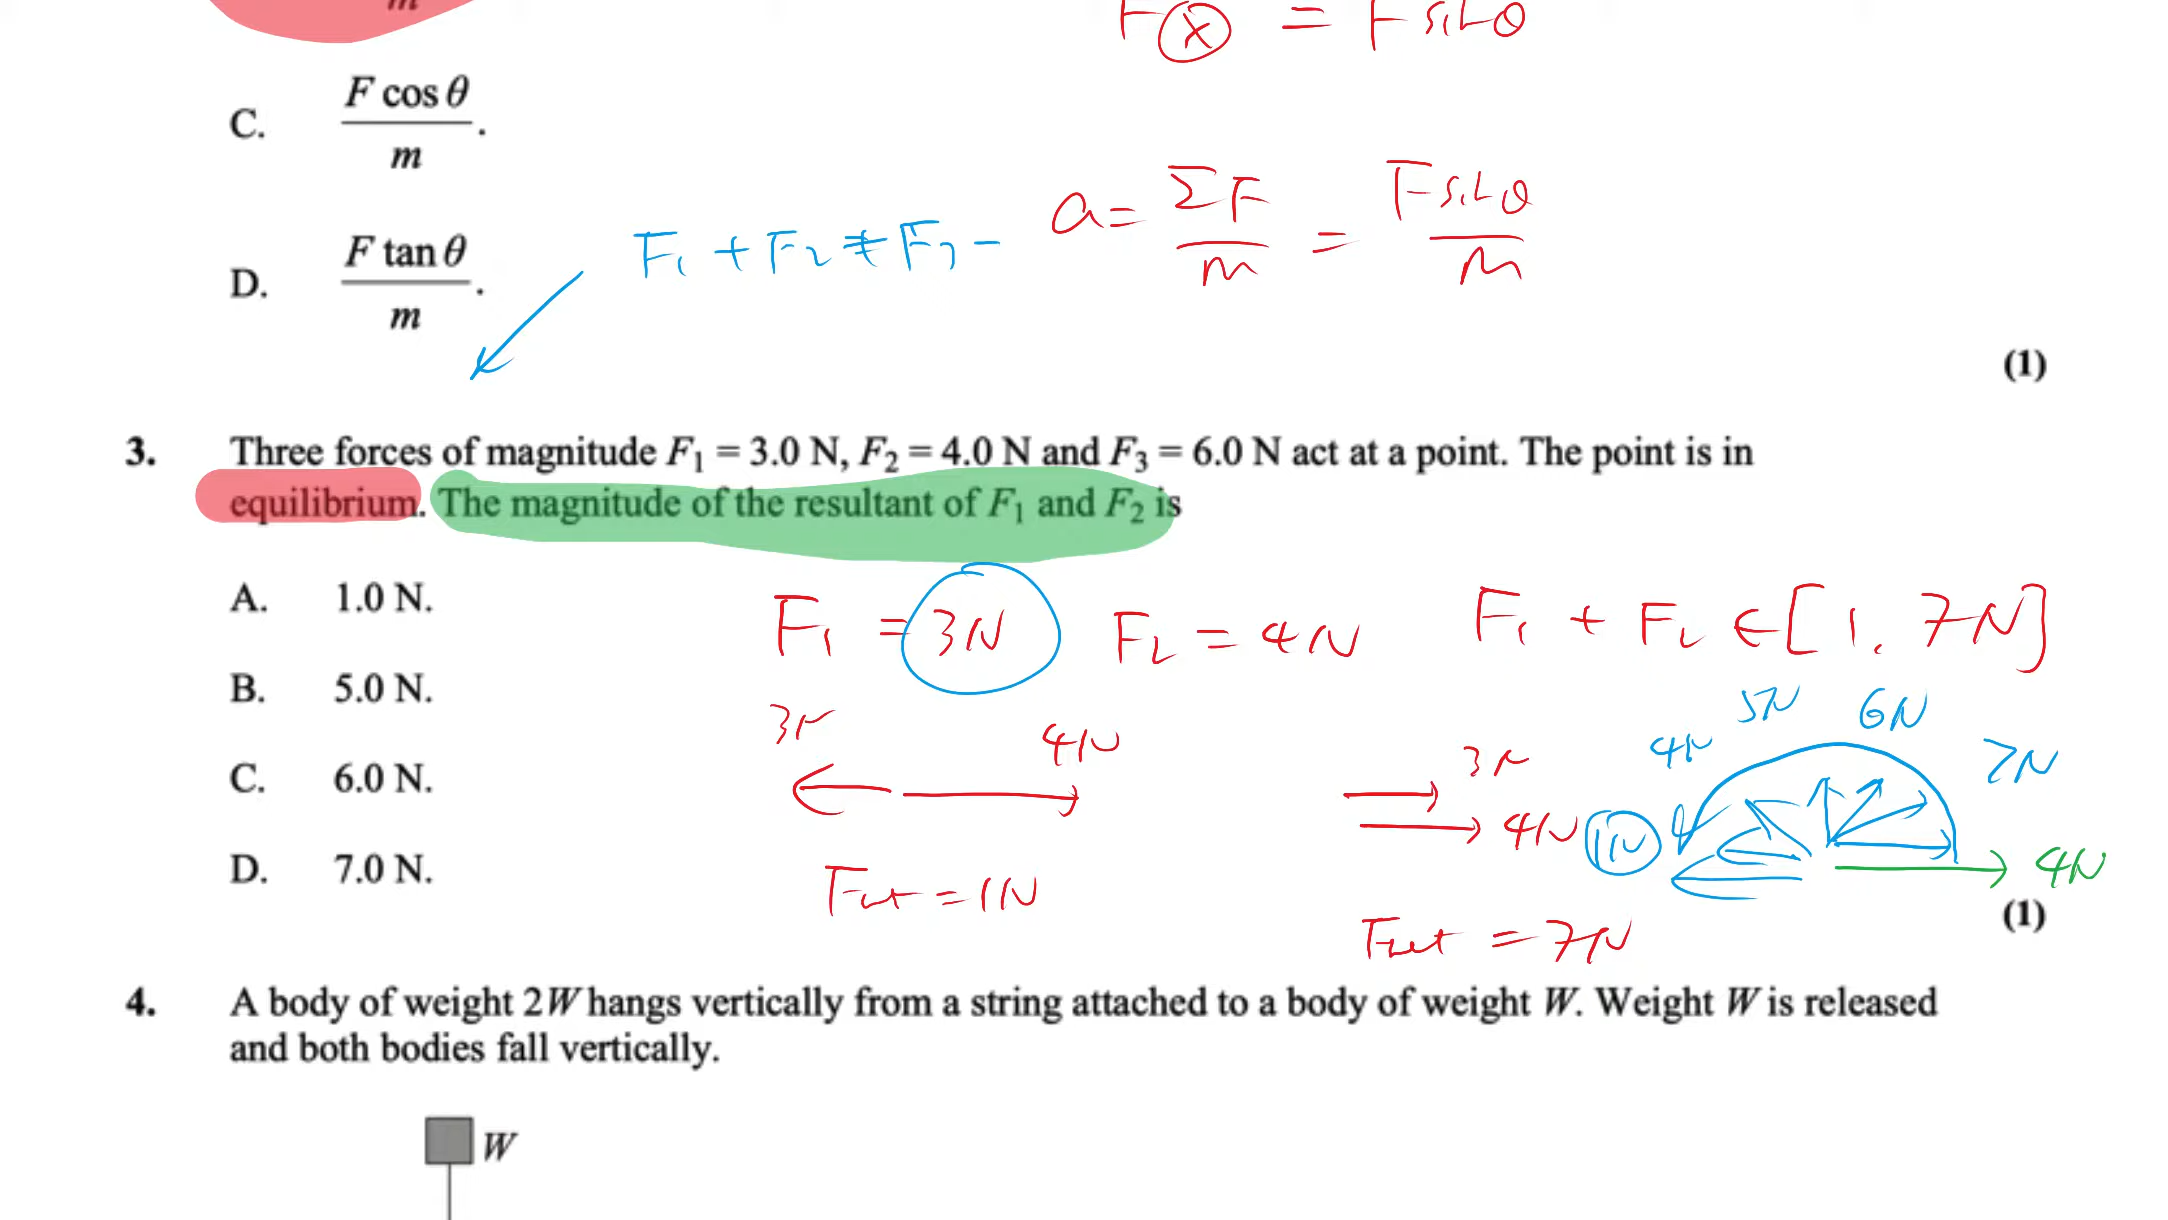 m
F(x) = F sinθ
C. F cos θ / m .
a = ΣF / m = F sinθ / m
D. F tan θ / m .
F₁ + F₂ ≠ F₃ -
(1)
3. Three forces of magnitude F₁ = 3.0 N, F₂ = 4.0 N and F₃ = 6.0 N act at a point. The point is in
equilibrium. The magnitude of the resultant of F₁ and F₂ is
A. 1.0 N.
B. 5.0 N.
C. 6.0 N.
D. 7.0 N.
F₁ = 3N F₂ = 4N F₁ + F₂ ∈ [1, 7N]
3N 4N
Fnet = 1N
3N
4N
Fnet = 7N
1N 4N 5N 6N 7N
4N
(1)
4. A body of weight 2W hangs vertically from a string attached to a body of weight W. Weight W is released
and both bodies fall vertically.
W